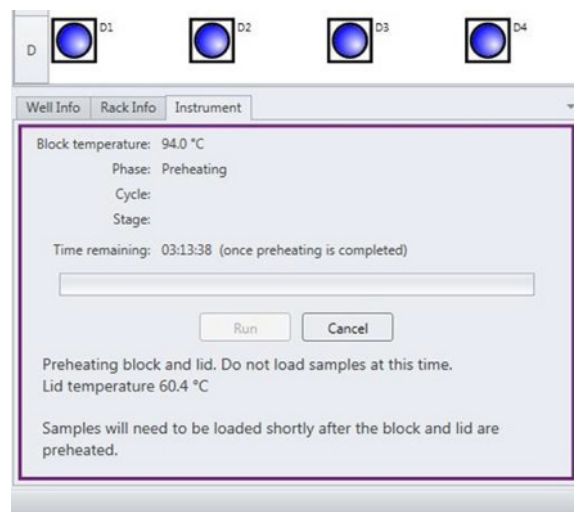 D1 D2 D3 D4
D
Well Info Rack Info Instrument
Block temperature: 94.0 °C
Phase: Preheating
Cycle:
Stage:
Time remaining: 03:13:38 (once preheating is completed)
Run Cancel
Preheating block and lid. Do not load samples at this time.
Lid temperature 60.4 °C
Samples will need to be loaded shortly after the block and lid are
preheated.